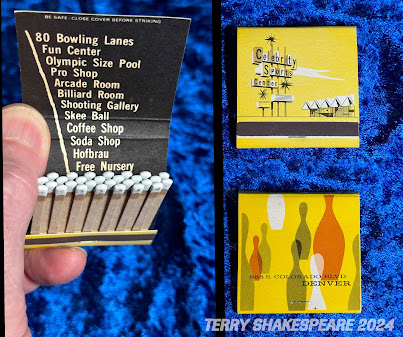 BE SAFE - CLOSE COVER BEFORE STRIKING
80 Bowling Lanes
Fun Center
Olympic Size Pool
Pro Shop
Arcade Room
Billiard Room
Shooting Gallery
Skee Ball
Coffee Shop
Soda Shop
Hofbrau
Free Nursery
Celebrity
Sports
Center
888 S. COLORADO BLVD.
DENVER
TERRY SHAKESPEARE 2024